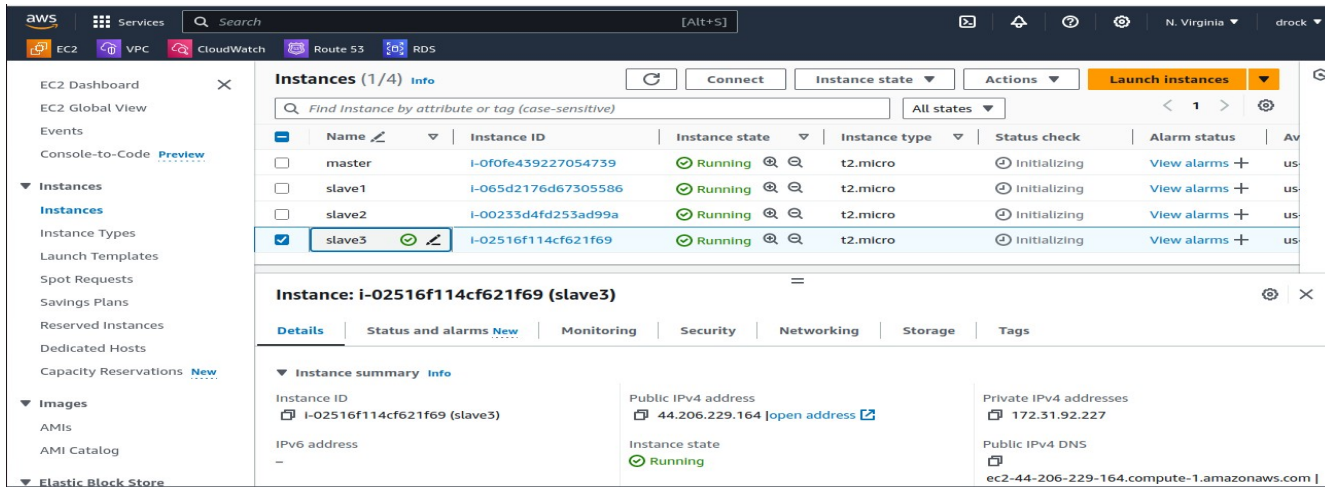 aws Services Search [Alt+S] N. Virginia drock
EC2 VPC CloudWatch Route 53 RDS
EC2 Dashboard
EC2 Global View
Events
Console-to-Code Preview
Instances
Instances
Instance Types
Launch Templates
Spot Requests
Savings Plans
Reserved Instances
Dedicated Hosts
Capacity Reservations New
Images
AMIs
AMI Catalog
Elastic Block Store
Instances (1/4) Info Connect Instance state Actions Launch instances
Find Instance by attribute or tag (case-sensitive) All states < 1 >
Name Instance ID Instance state Instance type Status check Alarm status Av
master i-0f0fe439227054739 Running t2.micro Initializing View alarms + us-
slave1 i-065d2176d67305586 Running t2.micro Initializing View alarms + us-
slave2 i-00233d4fd253ad99a Running t2.micro Initializing View alarms + us-
slave3 i-02516f114cf621f69 Running t2.micro Initializing View alarms + us-
Instance: i-02516f114cf621f69 (slave3)
Details Status and alarms New Monitoring Security Networking Storage Tags
Instance summary Info
Instance ID Public IPv4 address Private IPv4 addresses
i-02516f114cf621f69 (slave3) 44.206.229.164 |open address 172.31.92.227
IPv6 address Instance state Public IPv4 DNS
– Running
ec2-44-206-229-164.compute-1.amazonaws.com |